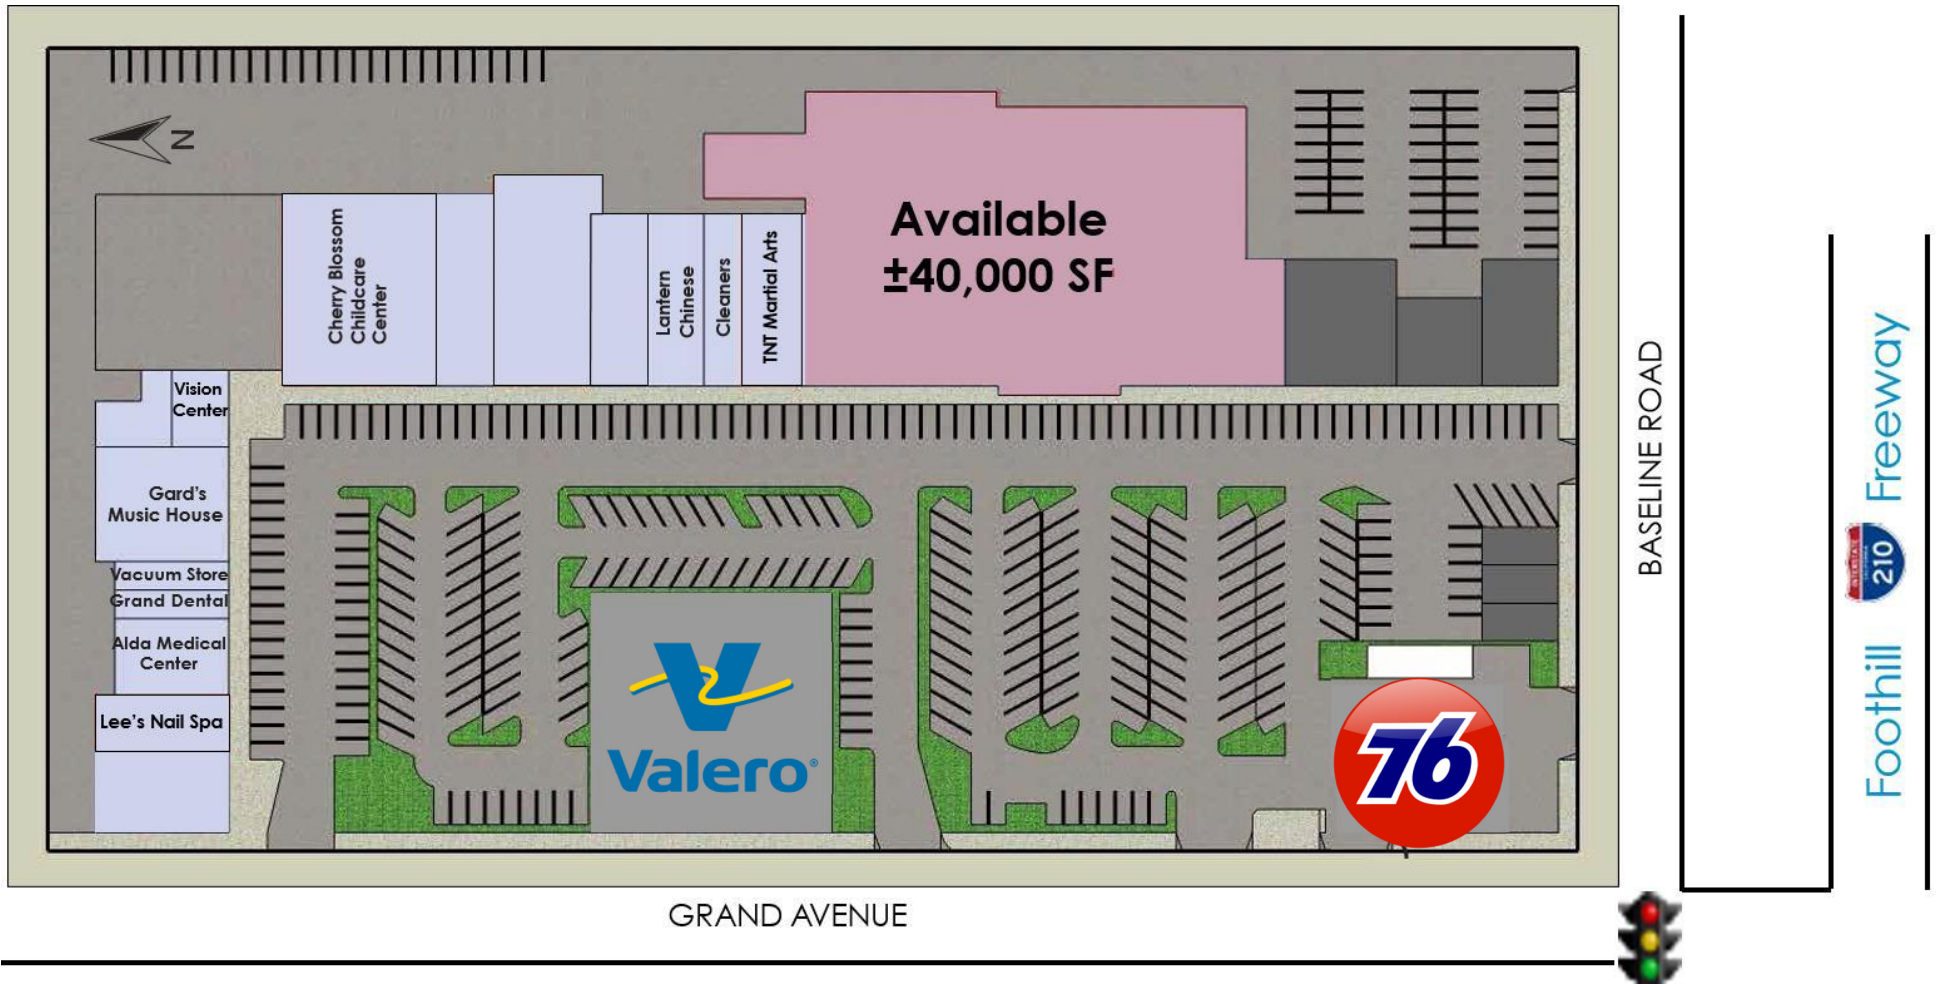 N
Available
±40,000 SF
Cherry Blossom
Childcare
Center
Lantern
Chinese
Cleaners
TNT Martial Arts
Vision
Center
Gard's
Music House
Vacuum Store
Grand Dental
Alda Medical
Center
Lee's Nail Spa
Valero
76
BASELINE ROAD
Foothill
INTERSTATE
CALIFORNIA
210
Freeway
GRAND AVENUE